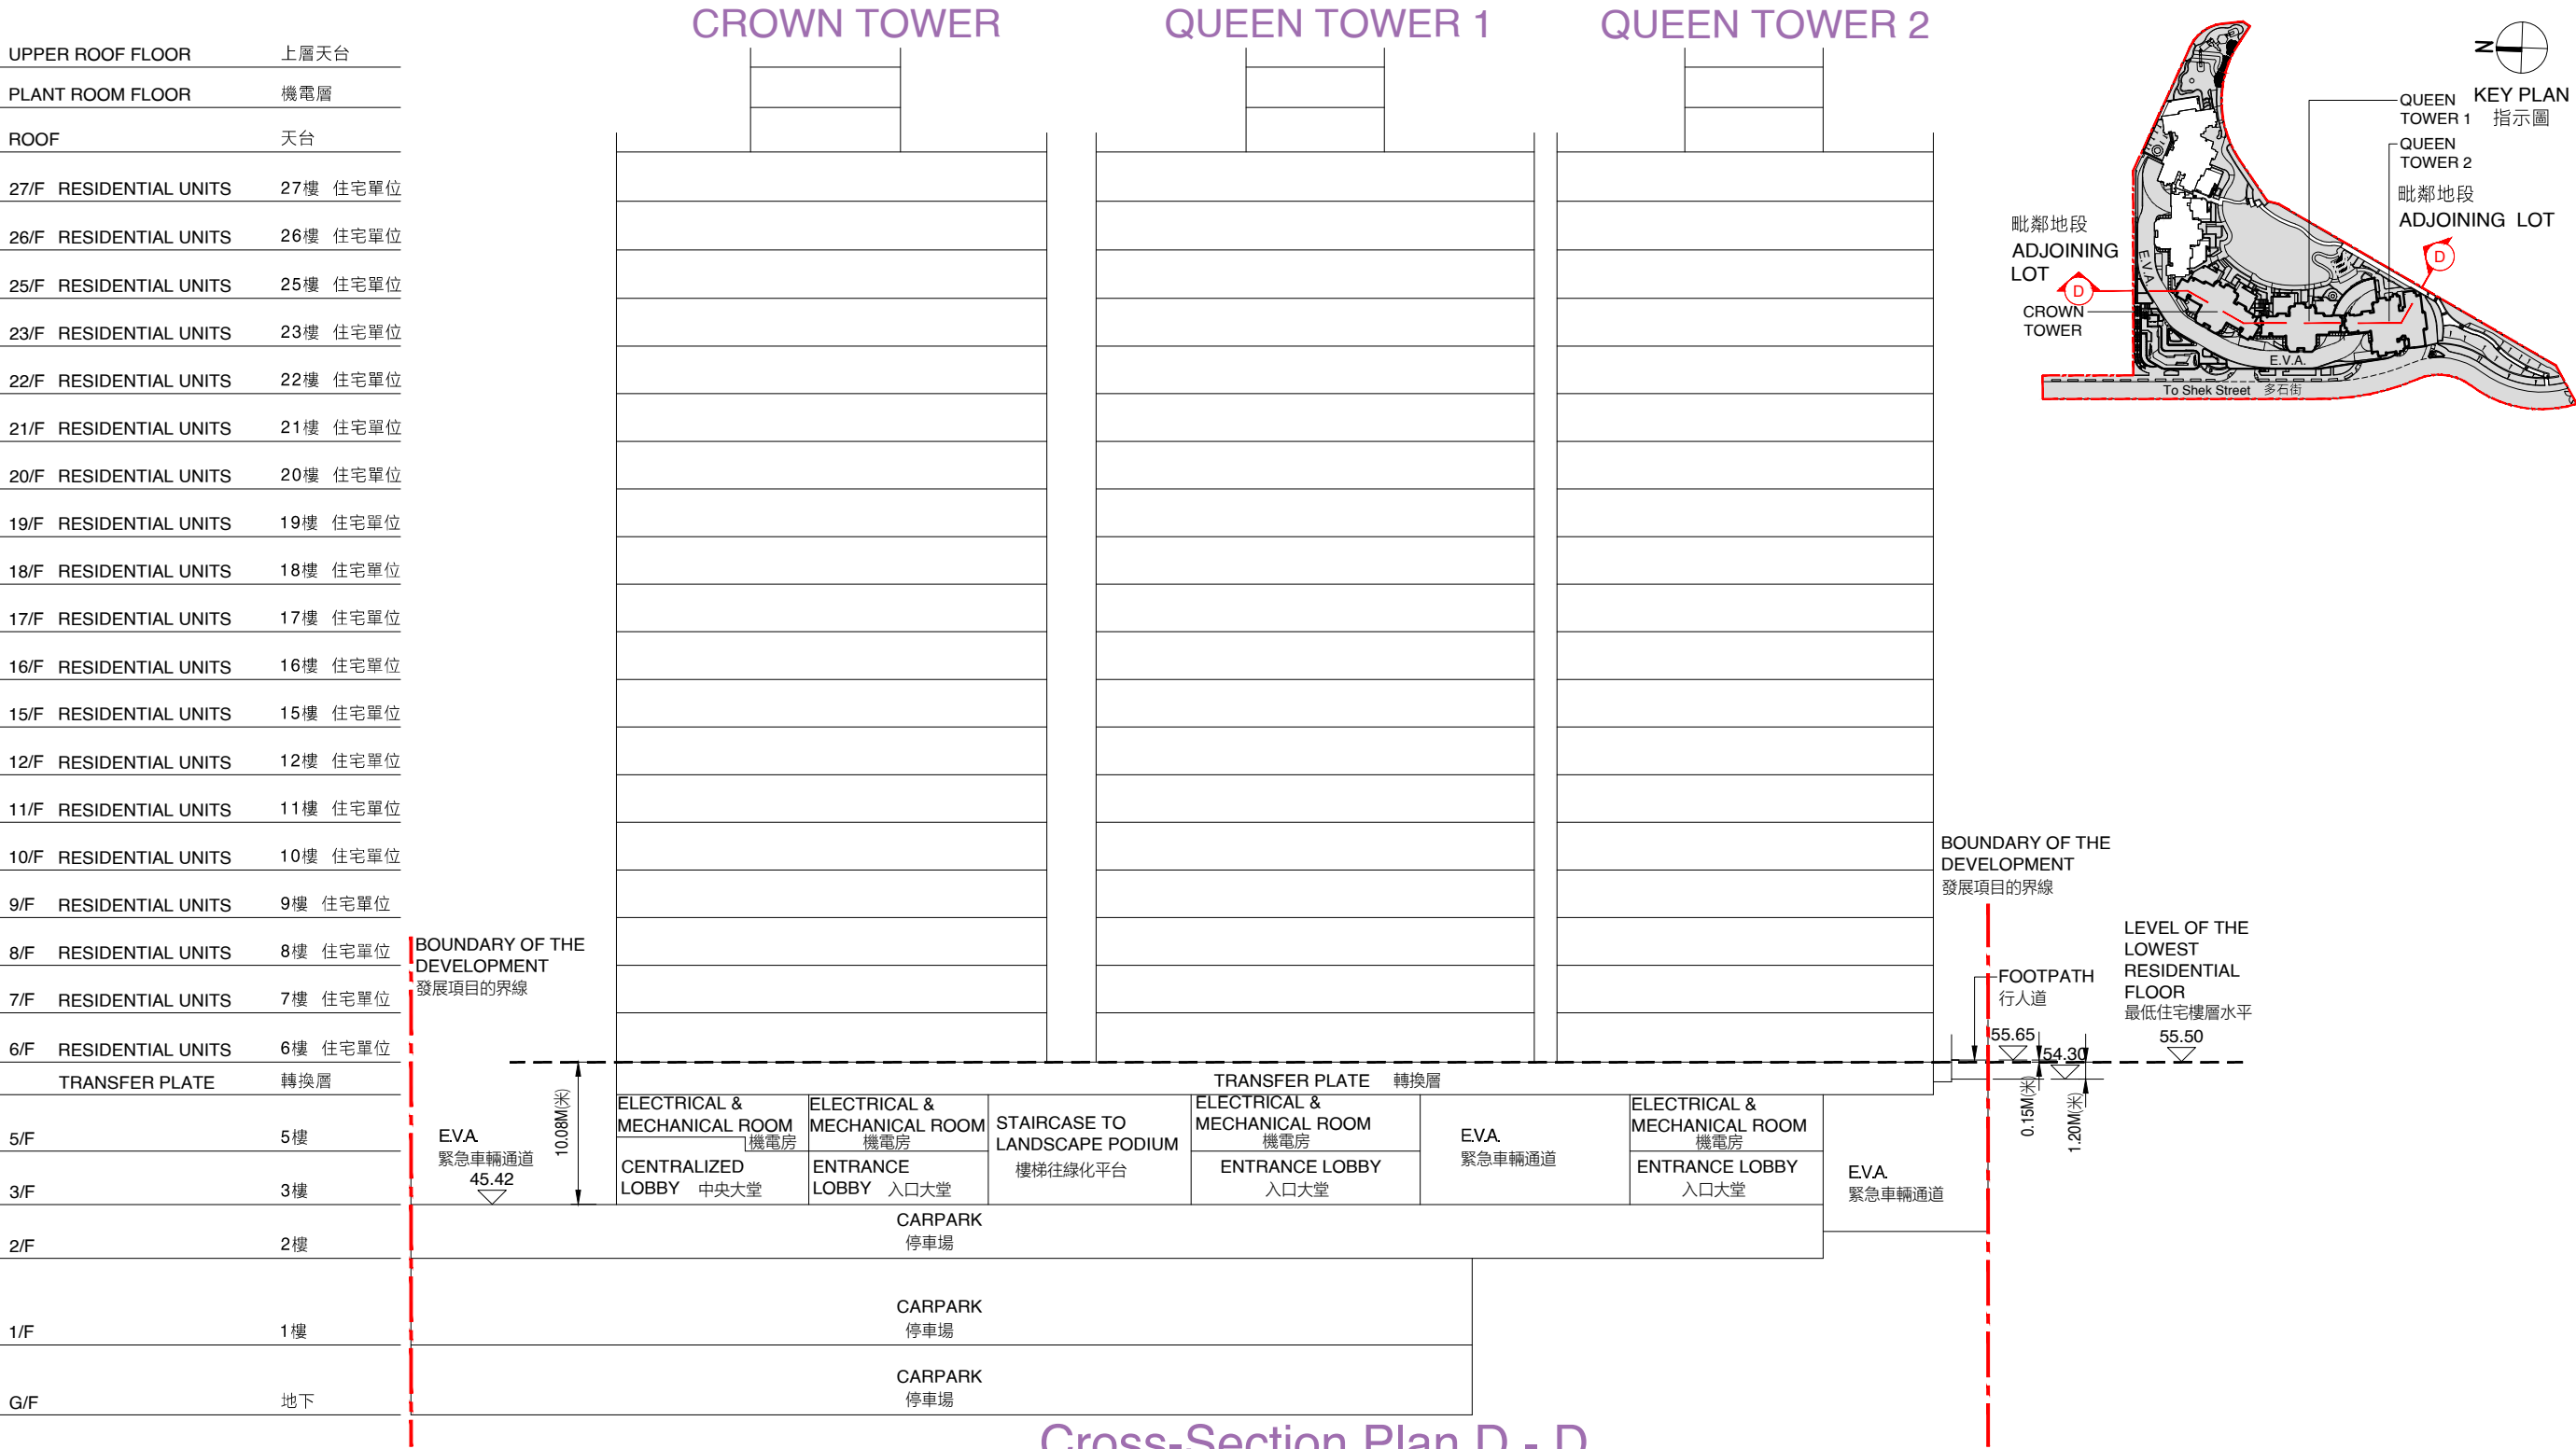 CROWN TOWER
QUEEN TOWER 1
QUEEN TOWER 2
UPPER ROOF FLOOR 上層天台
PLANT ROOM FLOOR 機電層
ROOF 天台
27/F RESIDENTIAL UNITS 27樓 住宅單位
26/F RESIDENTIAL UNITS 26樓 住宅單位
25/F RESIDENTIAL UNITS 25樓 住宅單位
23/F RESIDENTIAL UNITS 23樓 住宅單位
22/F RESIDENTIAL UNITS 22樓 住宅單位
21/F RESIDENTIAL UNITS 21樓 住宅單位
20/F RESIDENTIAL UNITS 20樓 住宅單位
19/F RESIDENTIAL UNITS 19樓 住宅單位
18/F RESIDENTIAL UNITS 18樓 住宅單位
17/F RESIDENTIAL UNITS 17樓 住宅單位
16/F RESIDENTIAL UNITS 16樓 住宅單位
15/F RESIDENTIAL UNITS 15樓 住宅單位
12/F RESIDENTIAL UNITS 12樓 住宅單位
11/F RESIDENTIAL UNITS 11樓 住宅單位
10/F RESIDENTIAL UNITS 10樓 住宅單位
9/F RESIDENTIAL UNITS 9樓 住宅單位
8/F RESIDENTIAL UNITS 8樓 住宅單位
7/F RESIDENTIAL UNITS 7樓 住宅單位
6/F RESIDENTIAL UNITS 6樓 住宅單位
TRANSFER PLATE 轉換層
5/F 5樓
3/F 3樓
2/F 2樓
1/F 1樓
G/F 地下
N
KEY PLAN
指示圖
QUEEN
TOWER 1
QUEEN
TOWER 2
毗鄰地段
ADJOINING LOT
D
毗鄰地段
ADJOINING
LOT
D
CROWN
TOWER
E.V.A.
E.V.A.
To Shek Street 多石街
BOUNDARY OF THE
DEVELOPMENT
發展項目的界線
BOUNDARY OF THE
DEVELOPMENT
發展項目的界線
FOOTPATH
行人道
LEVEL OF THE
LOWEST
RESIDENTIAL
FLOOR
最低住宅樓層水平
55.50
55.65
54.30
0.15M(米)
1.20M(米)
10.08M(米)
E.V.A.
緊急車輛通道
45.42
TRANSFER PLATE 轉換層
ELECTRICAL &
MECHANICAL ROOM
機電房
CENTRALIZED
LOBBY 中央大堂
ELECTRICAL &
MECHANICAL ROOM
機電房
ENTRANCE
LOBBY 入口大堂
STAIRCASE TO
LANDSCAPE PODIUM
樓梯往綠化平台
ELECTRICAL &
MECHANICAL ROOM
機電房
ENTRANCE LOBBY
入口大堂
E.V.A.
緊急車輛通道
ELECTRICAL &
MECHANICAL ROOM
機電房
ENTRANCE LOBBY
入口大堂
E.V.A.
緊急車輛通道
CARPARK
停車場
CARPARK
停車場
CARPARK
停車場
Cross-Section Plan D - D